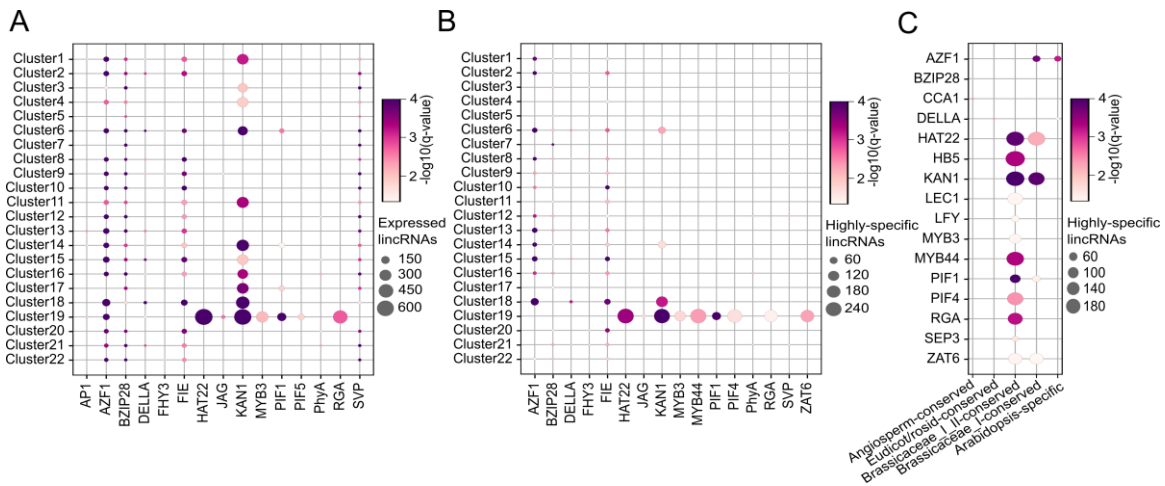 A
Cluster1
Cluster2
Cluster3
Cluster4
Cluster5
Cluster6
Cluster7
Cluster8
Cluster9
Cluster10
Cluster11
Cluster12
Cluster13
Cluster14
Cluster15
Cluster16
Cluster17
Cluster18
Cluster19
Cluster20
Cluster21
Cluster22
AP1
AZF1
BZIP28
DELLA
FHY3
FIE
HAT22
JAG
KAN1
MYB3
PIF1
PIF5
PhyA
RGA
SVP
4
3
2
-log10(q-value)
Expressed
lincRNAs
150
300
450
600
B
Cluster1
Cluster2
Cluster3
Cluster4
Cluster5
Cluster6
Cluster7
Cluster8
Cluster9
Cluster10
Cluster11
Cluster12
Cluster13
Cluster14
Cluster15
Cluster16
Cluster17
Cluster18
Cluster19
Cluster20
Cluster21
Cluster22
AZF1
BZIP28
DELLA
FHY3
FIE
HAT22
JAG
KAN1
MYB3
MYB44
PIF1
PIF4
PhyA
RGA
SVP
ZAT6
4
3
2
-log10(q-value)
Highly-specific
lincRNAs
60
120
180
240
C
AZF1
BZIP28
CCA1
DELLA
HAT22
HB5
KAN1
LEC1
LFY
MYB3
MYB44
PIF1
PIF4
RGA
SEP3
ZAT6
Angiosperm-conserved
Eudicot/rosid-conserved
Brassicaceae_I_II-conserved
Brassicaceae_I-conserved
Arabidopsis-specific
4
3
2
-log10(q-value)
Highly-specific
lincRNAs
60
100
140
180